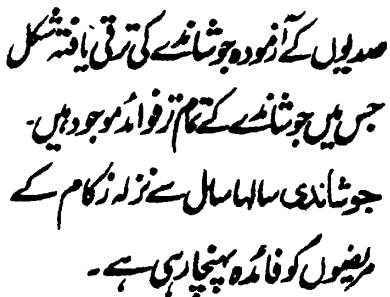 صدیوں کے آزمودہ جوشاندے کی ترقی یافتہ شکل
جس میں جوشاندے کے تمام تر فوائد موجود ہیں۔
جوشاندی سالہا سال سے نزلہ زکام کے
مریضوں کو فائدہ پہنچا رہی ہے۔